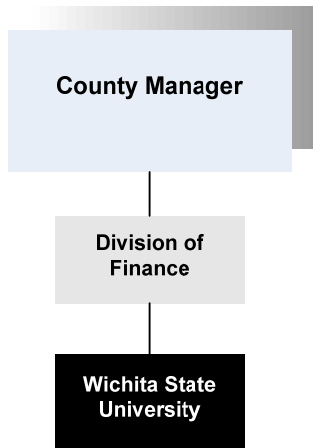 County Manager
Division of
Finance
Wichita State
University